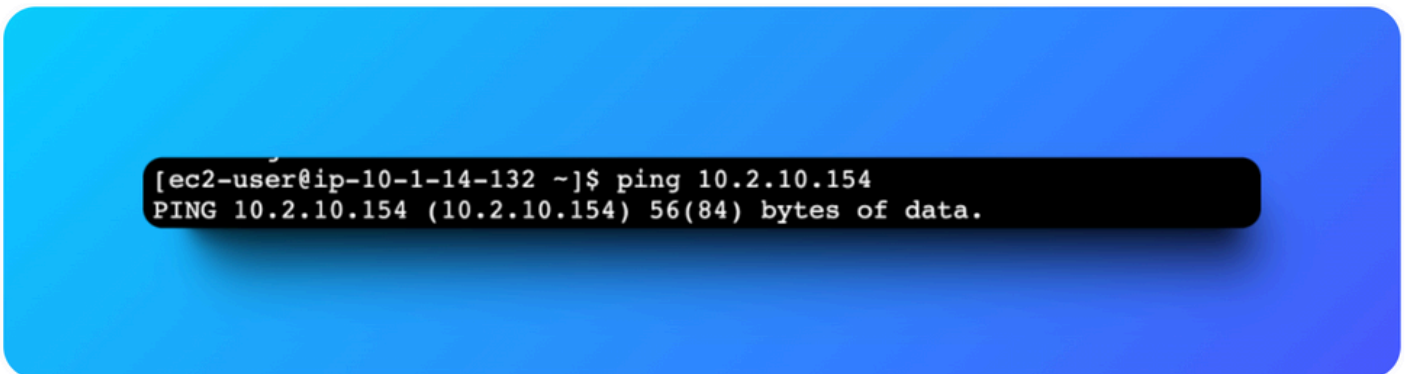 [ec2-user@ip-10-1-14-132 ~]$ ping 10.2.10.154
PING 10.2.10.154 (10.2.10.154) 56(84) bytes of data.